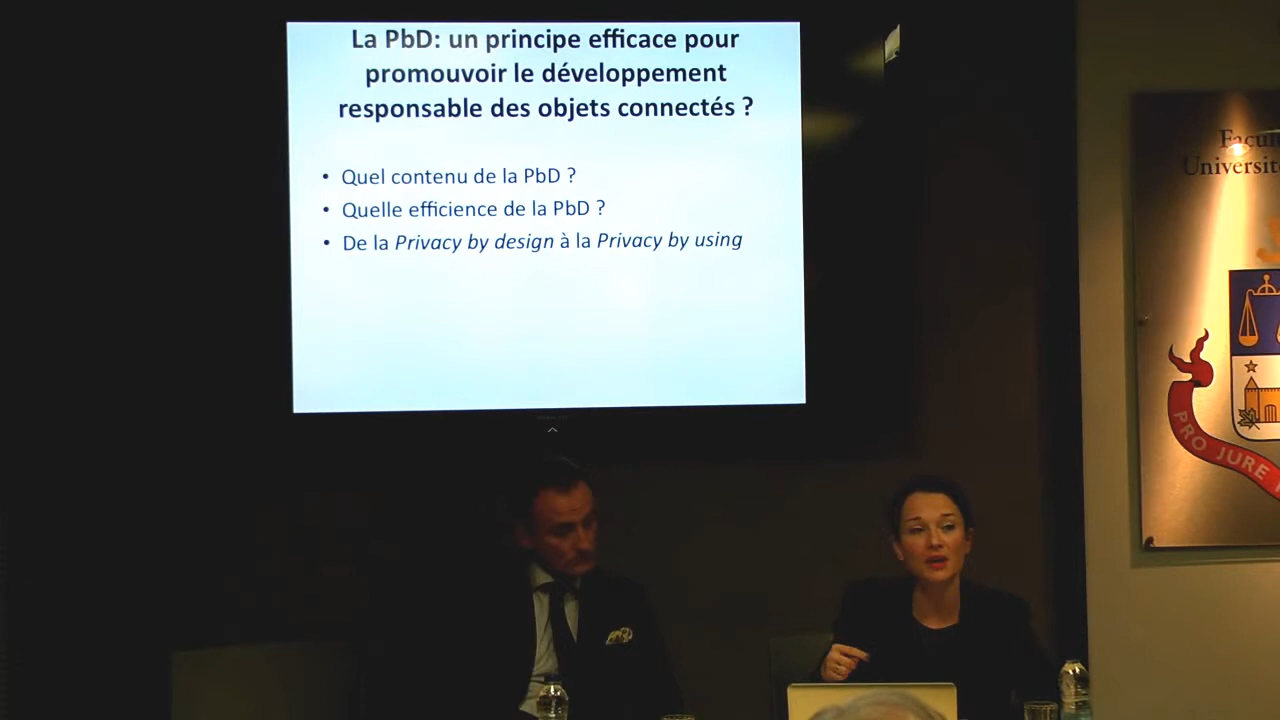 La PbD: un principe efficace pour
promouvoir le développement
responsable des objets connectés ?
• Quel contenu de la PbD ?
• Quelle efficience de la PbD ?
• De la Privacy by design à la Privacy by using
PRO JURE